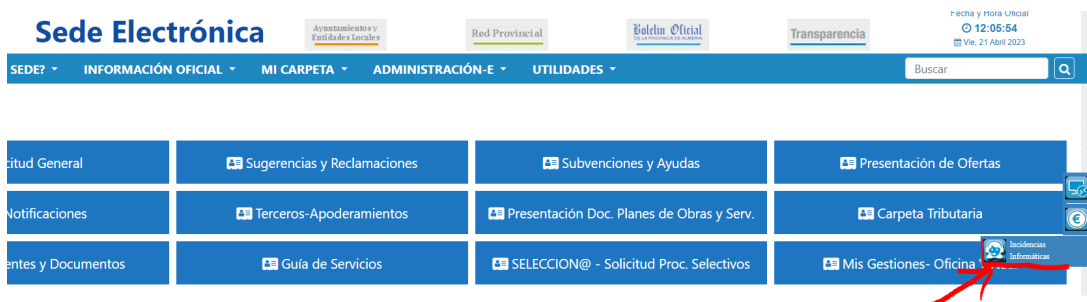 Fecha y Hora Oficial
Sede Electrónica
Ayuntamientos y
Entidades Locales
Red Provincial
Boletín Oficial
DE LA PROVINCIA DE ALMERÍA
Transparencia
12:05:54
Vie, 21 Abril 2023
SEDE?
INFORMACIÓN OFICIAL
MI CARPETA
ADMINISTRACIÓN-E
UTILIDADES
Buscar
citud General
Sugerencias y Reclamaciones
Subvenciones y Ayudas
Presentación de Ofertas
Notificaciones
Terceros-Apoderamientos
Presentación Doc. Planes de Obras y Serv.
Carpeta Tributaria
€
Incidencias
Informáticas
entes y Documentos
Guía de Servicios
SELECCION@ - Solicitud Proc. Selectivos
Mis Gestiones- Oficina